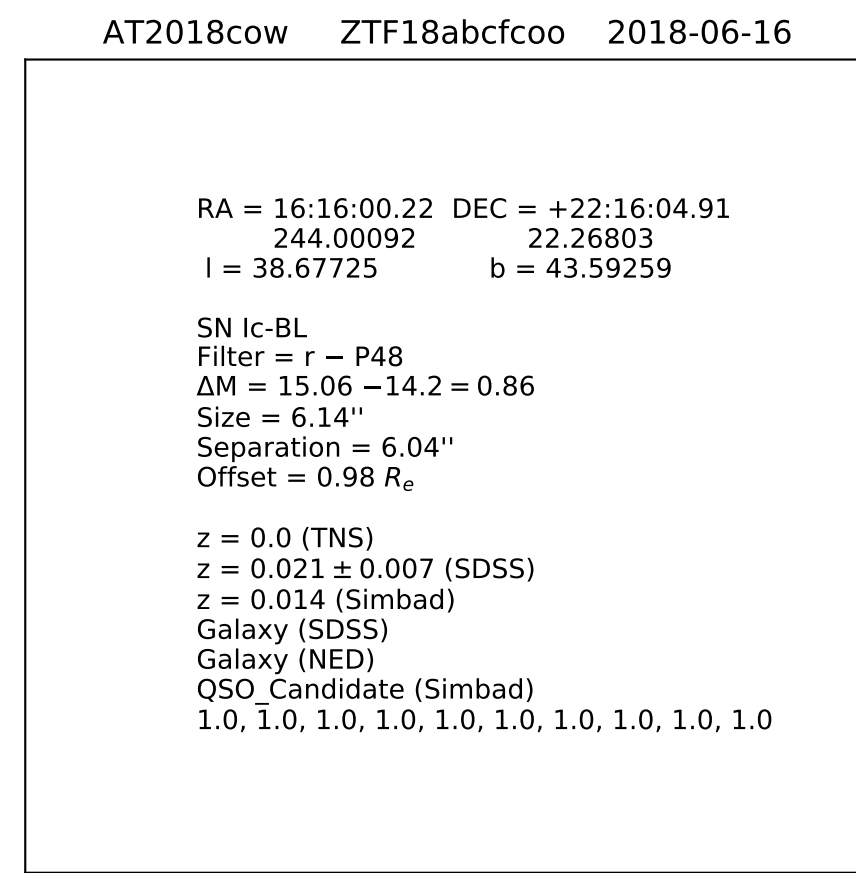 AT2018cow ZTF18abcfcoo 2018-06-16
RA = 16:16:00.22 DEC = +22:16:04.91
244.00092 22.26803
l = 38.67725 b = 43.59259
SN Ic-BL
Filter = r − P48
ΔM = 15.06 −14.2 = 0.86
Size = 6.14''
Separation = 6.04''
Offset = 0.98 Re
z = 0.0 (TNS)
z = 0.021 ± 0.007 (SDSS)
z = 0.014 (Simbad)
Galaxy (SDSS)
Galaxy (NED)
QSO_Candidate (Simbad)
1.0, 1.0, 1.0, 1.0, 1.0, 1.0, 1.0, 1.0, 1.0, 1.0